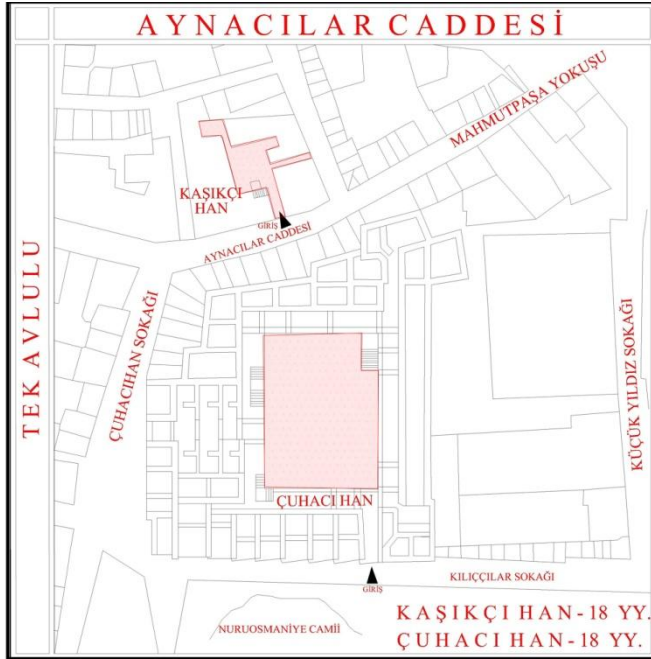 AYNACILAR CADDESİ
TEK AVLULU
MAHMUTPAŞA YOKUŞU
KAŞIKÇI
HAN
GİRİŞ
AYNACILAR CADDESİ
ÇUHACIHAN SOKAĞI
KÜÇÜK YILDIZ SOKAĞI
ÇUHACI HAN
KILIÇÇILAR SOKAĞI
GİRİŞ
NURUOSMANİYE CAMİİ
KAŞIKÇI HAN-18 YY.
ÇUHACI HAN-18 YY.